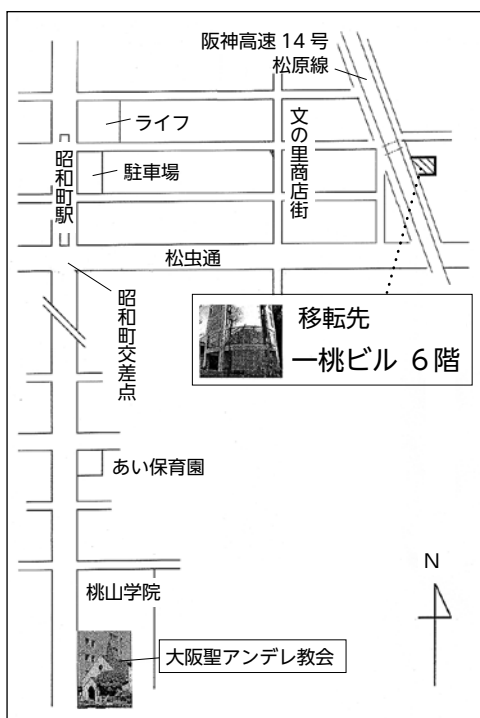 阪神高速 14 号
松原線
ライフ
文の里商店街
昭和町駅
駐車場
松虫通
昭和町交差点
移転先
一桃ビル 6階
あい保育園
N
桃山学院
大阪聖アンデレ教会